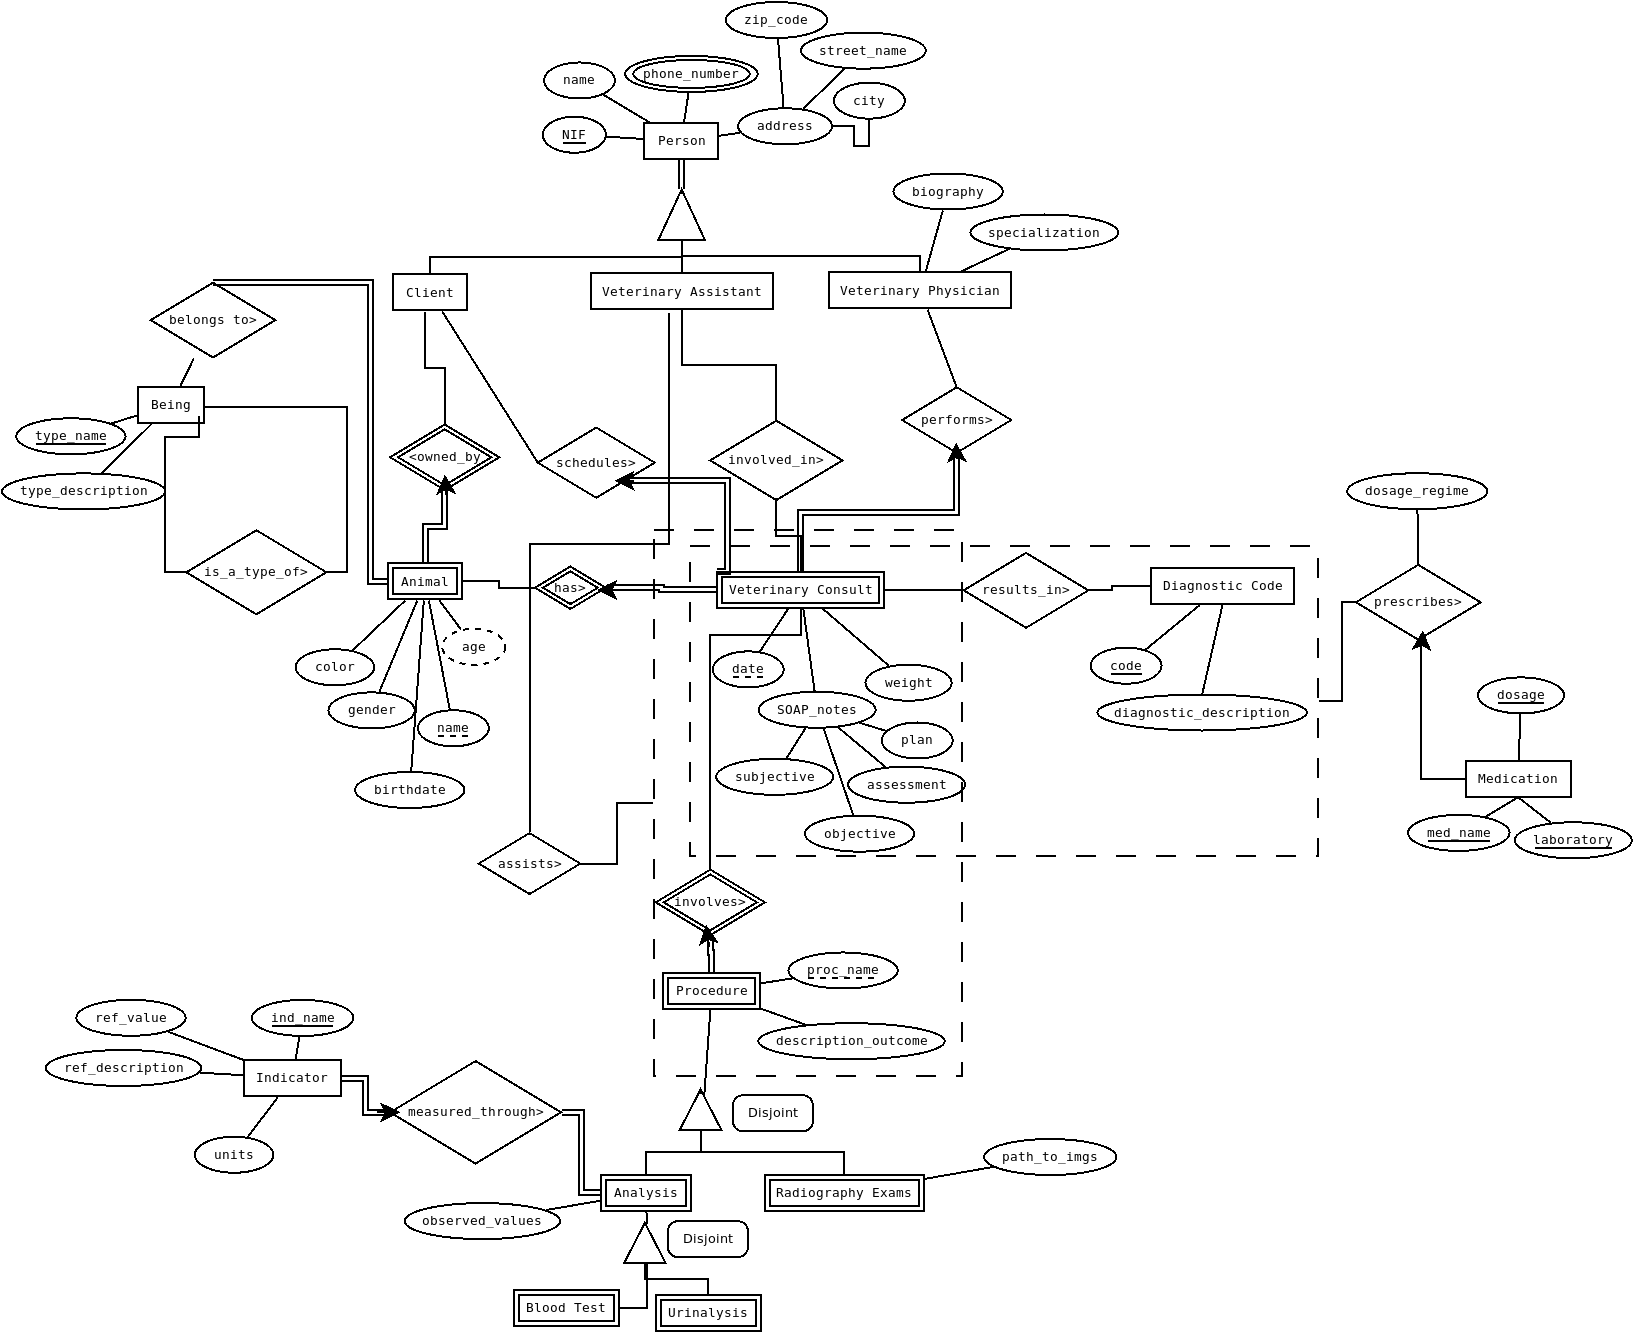 zip_code
street_name
name
phone_number
city
address
NIF
Person
biography
specialization
Client
Veterinary Assistant
Veterinary Physician
belongs to>
Being
type_name
type_description
<owned_by
schedules>
involved_in>
performs>
dosage_regime
is_a_type_of>
Animal
has>
Veterinary Consult
results_in>
Diagnostic Code
prescribes>
age
color
date
weight
code
gender
name
SOAP_notes
plan
diagnostic_description
dosage
birthdate
subjective
assessment
Medication
objective
med_name
laboratory
assists>
involves>
proc_name
Procedure
ref_value
ind_name
description_outcome
ref_description
Indicator
measured_through>
Disjoint
units
path_to_imgs
Analysis
Radiography Exams
observed_values
Disjoint
Blood Test
Urinalysis